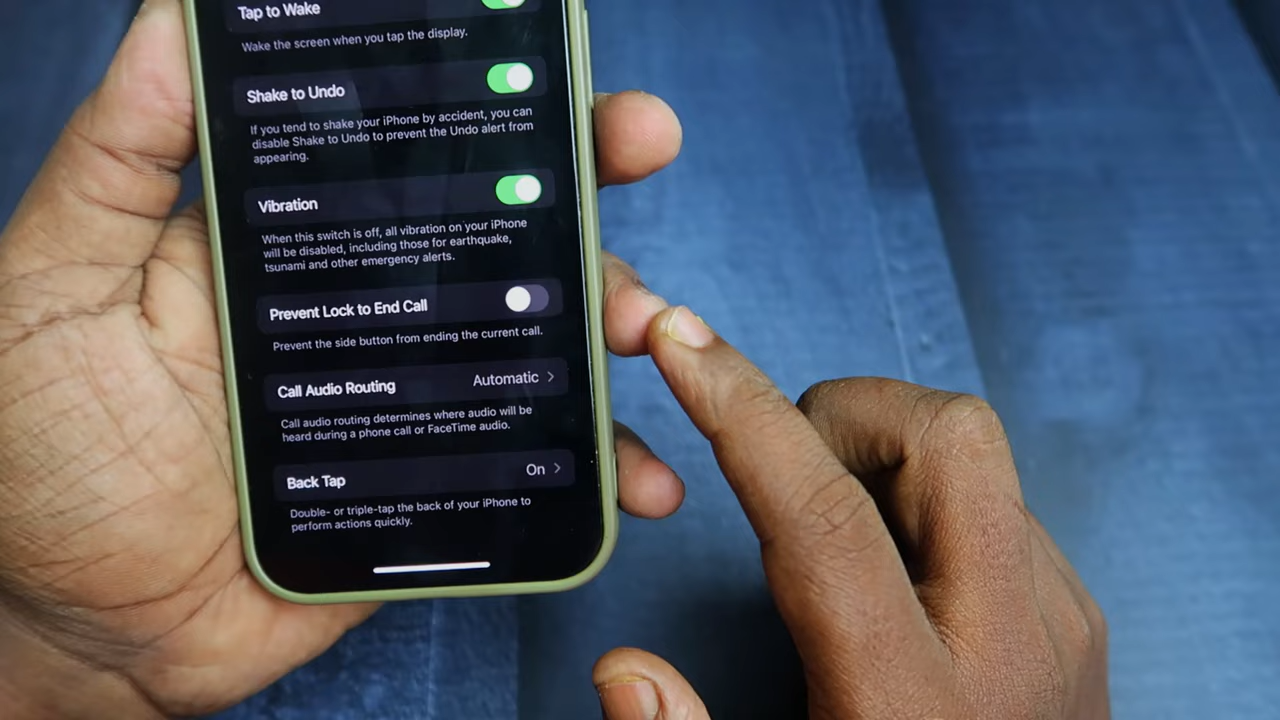 Tap to Wake
Wake the screen when you tap the display.
Shake to Undo
If you tend to shake your iPhone by accident, you can
disable Shake to Undo to prevent the Undo alert from
appearing.
Vibration
When this switch is off, all vibration on your iPhone
will be disabled, including those for earthquake,
tsunami and other emergency alerts.
Prevent Lock to End Call
Prevent the side button from ending the current call.
Call Audio Routing Automatic >
Call audio routing determines where audio will be
heard during a phone call or FaceTime audio.
Back Tap On >
Double- or triple-tap the back of your iPhone to
perform actions quickly.